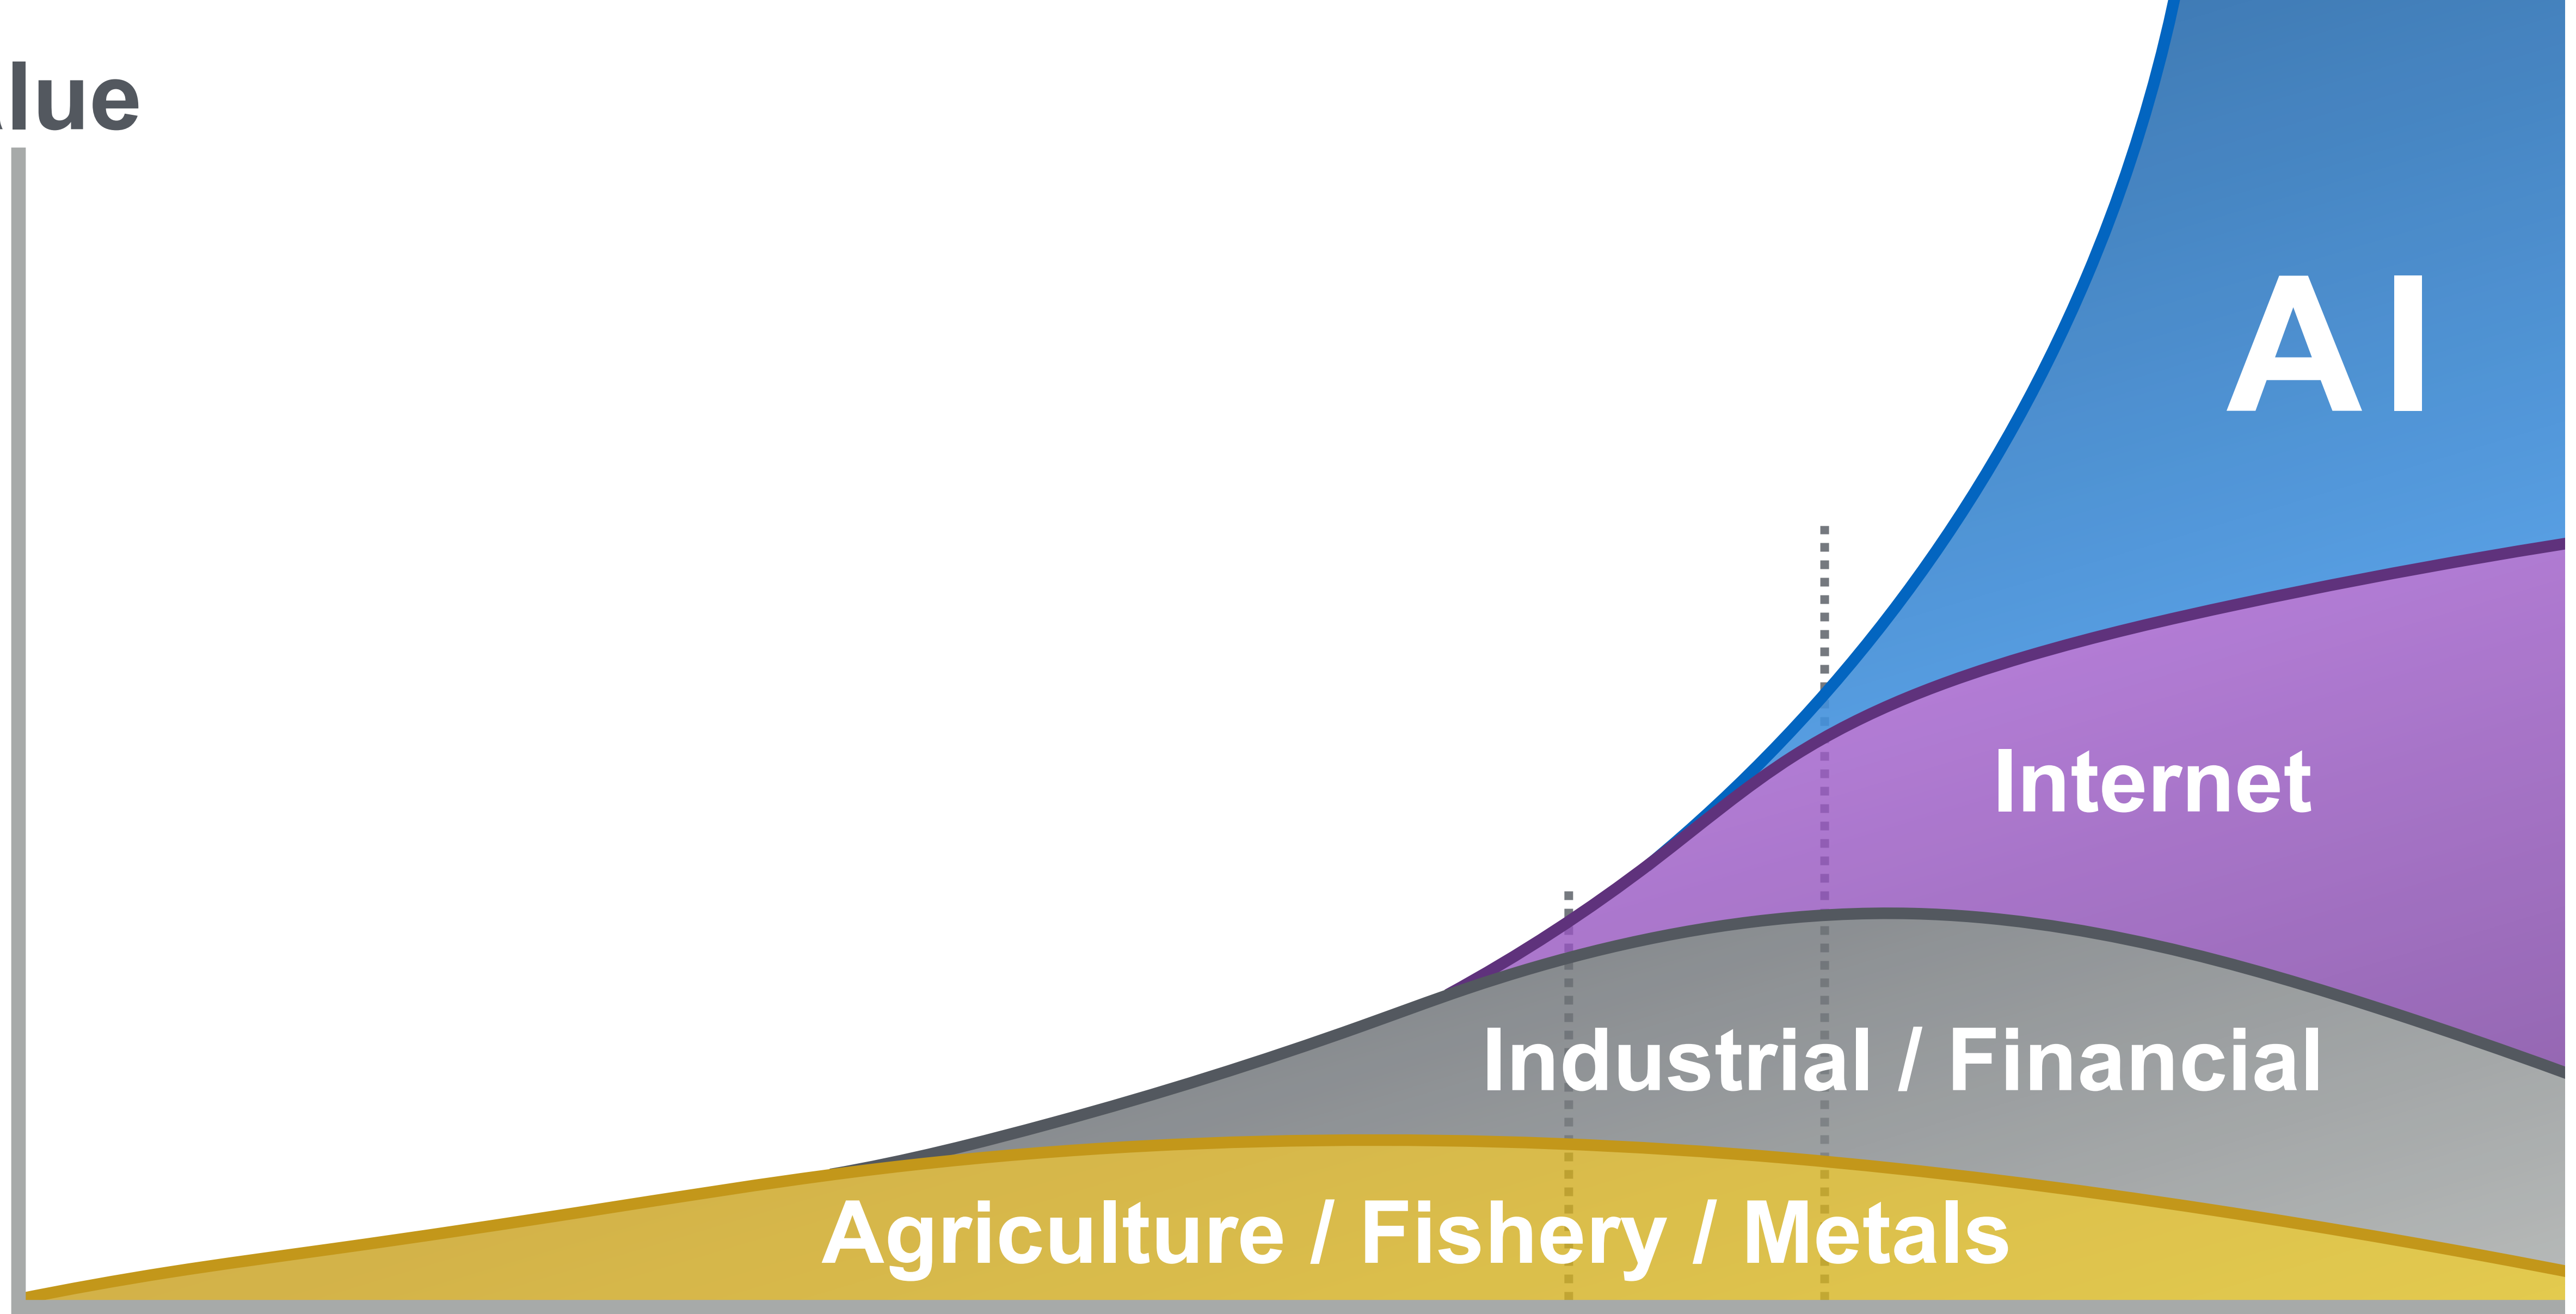 lue
AI
Internet
Industrial / Financial
Agriculture / Fishery / Metals